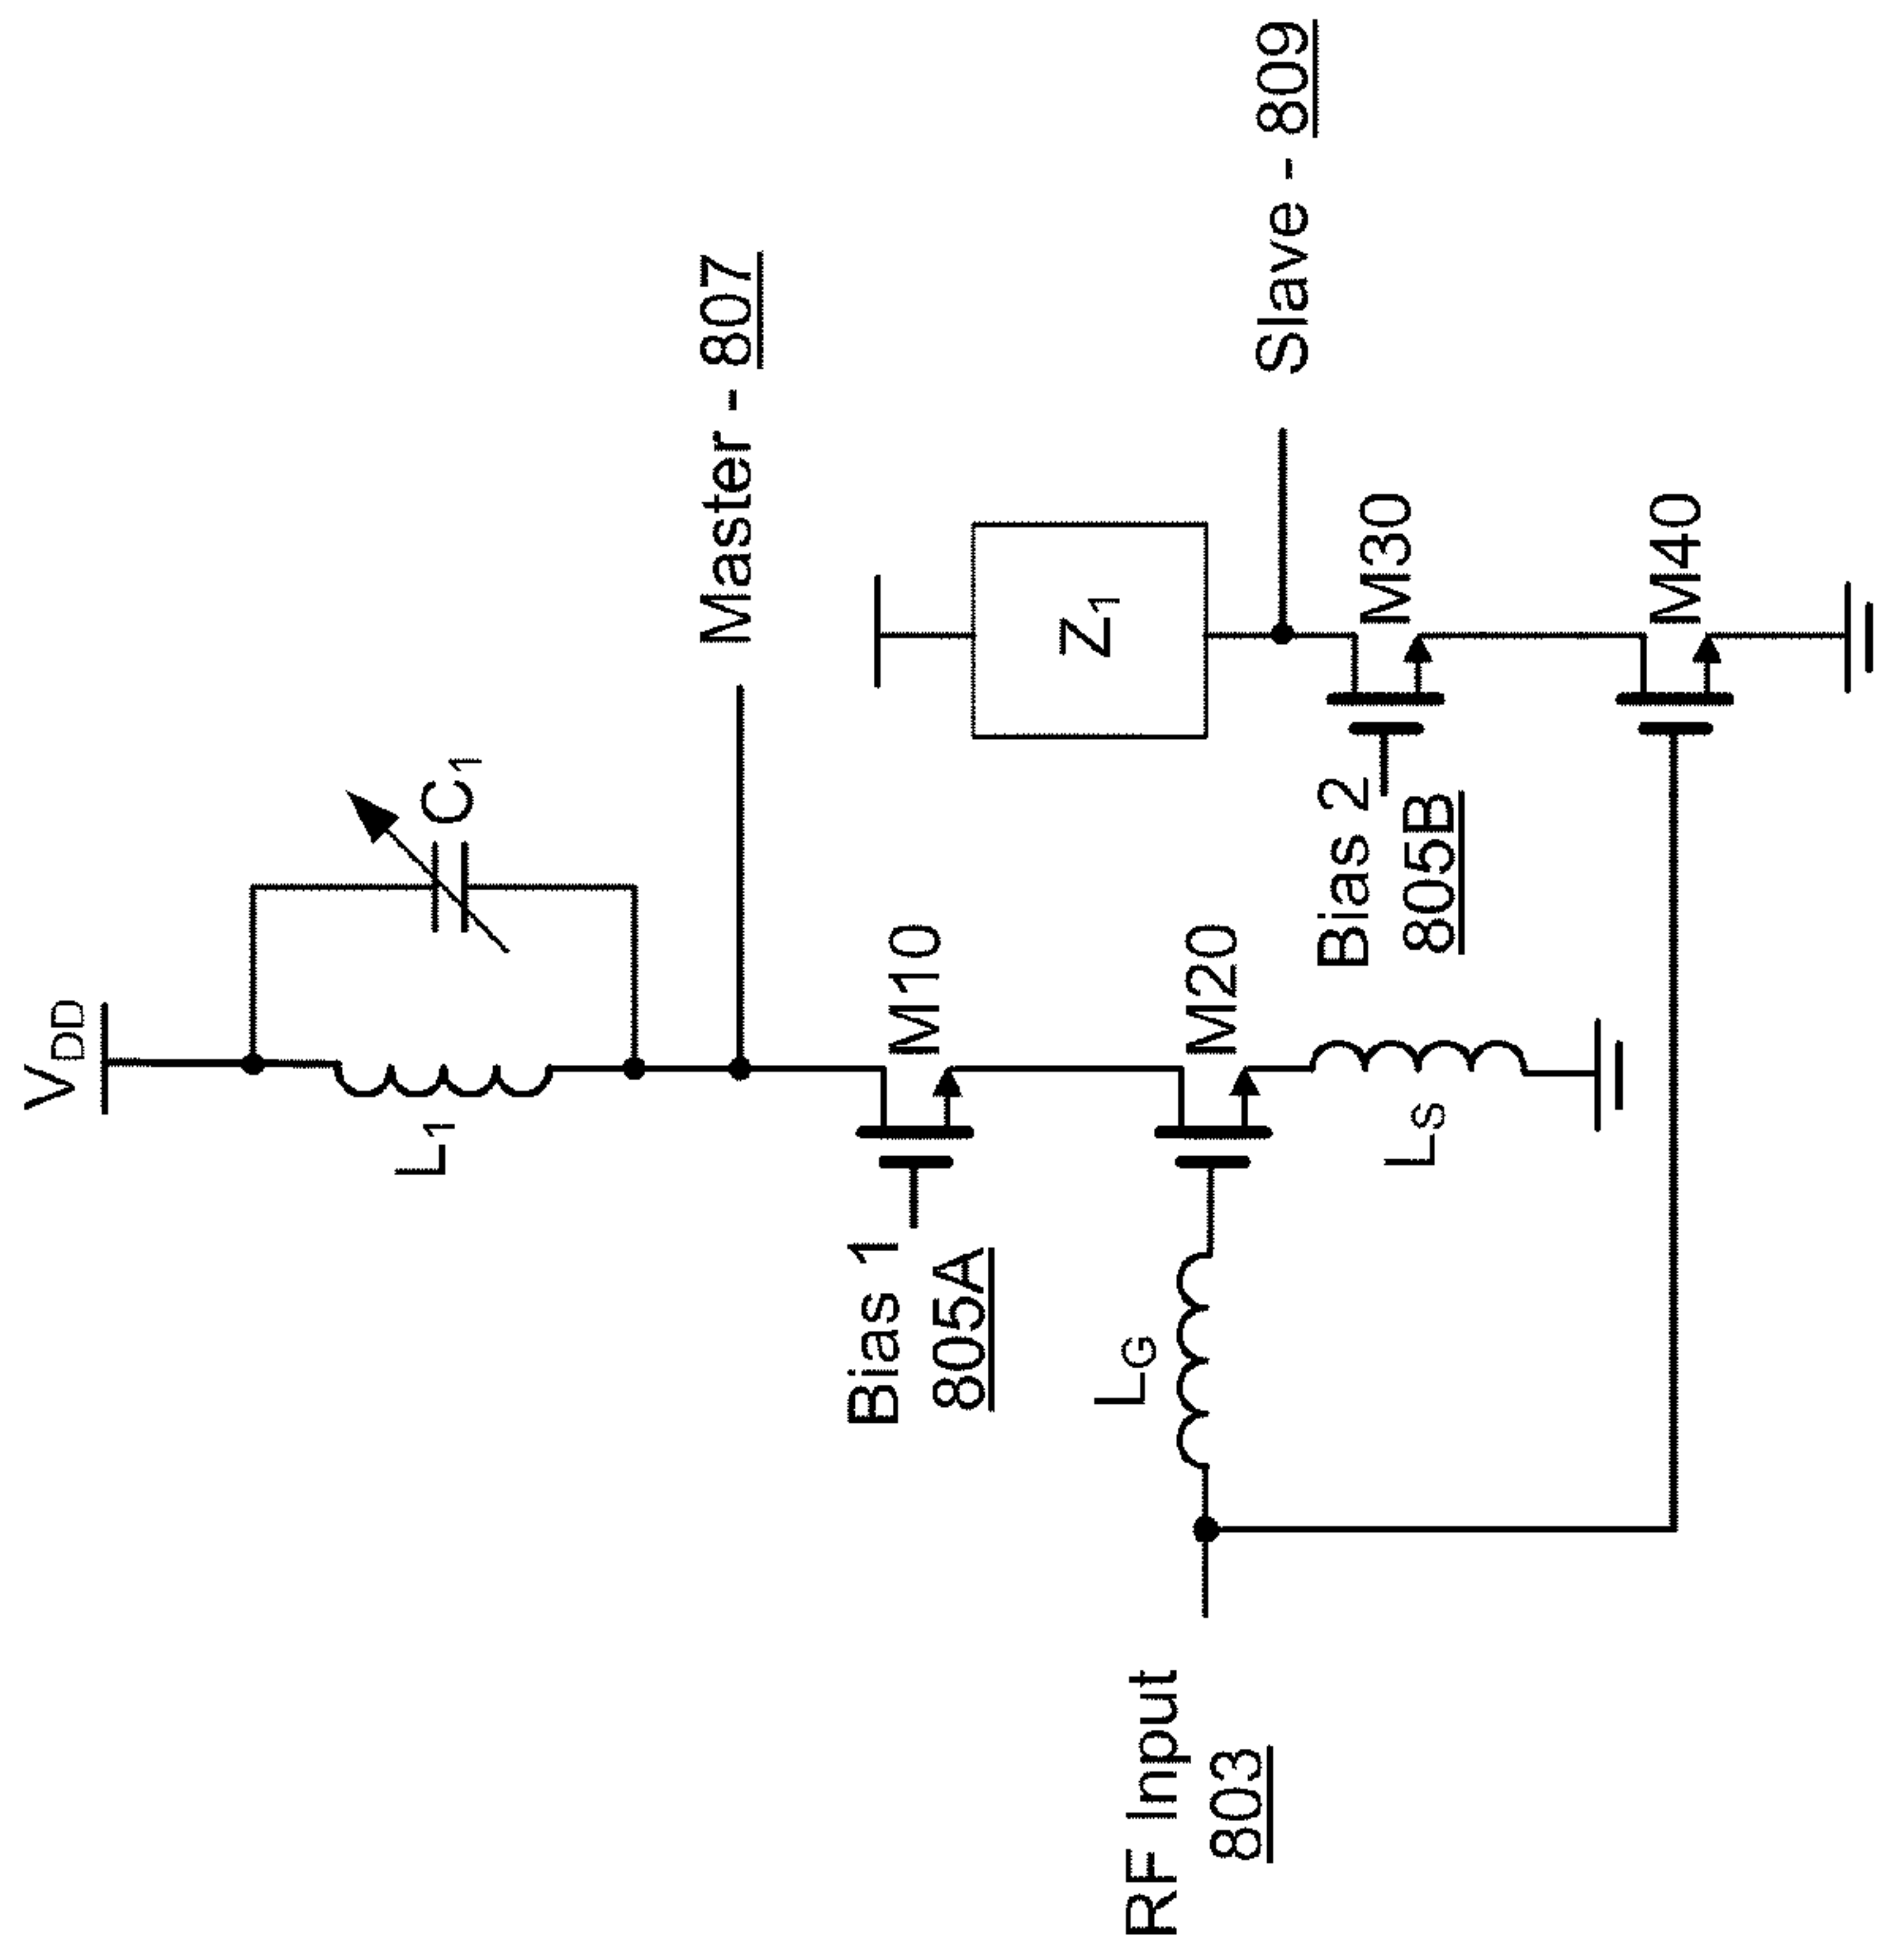 V_DD
L_1
C_1
Master - 807
Bias 1
805A
M10
Z_1
Slave - 809
RF Input
803
L_G
M20
L_S
Bias 2
805B
M30
M40